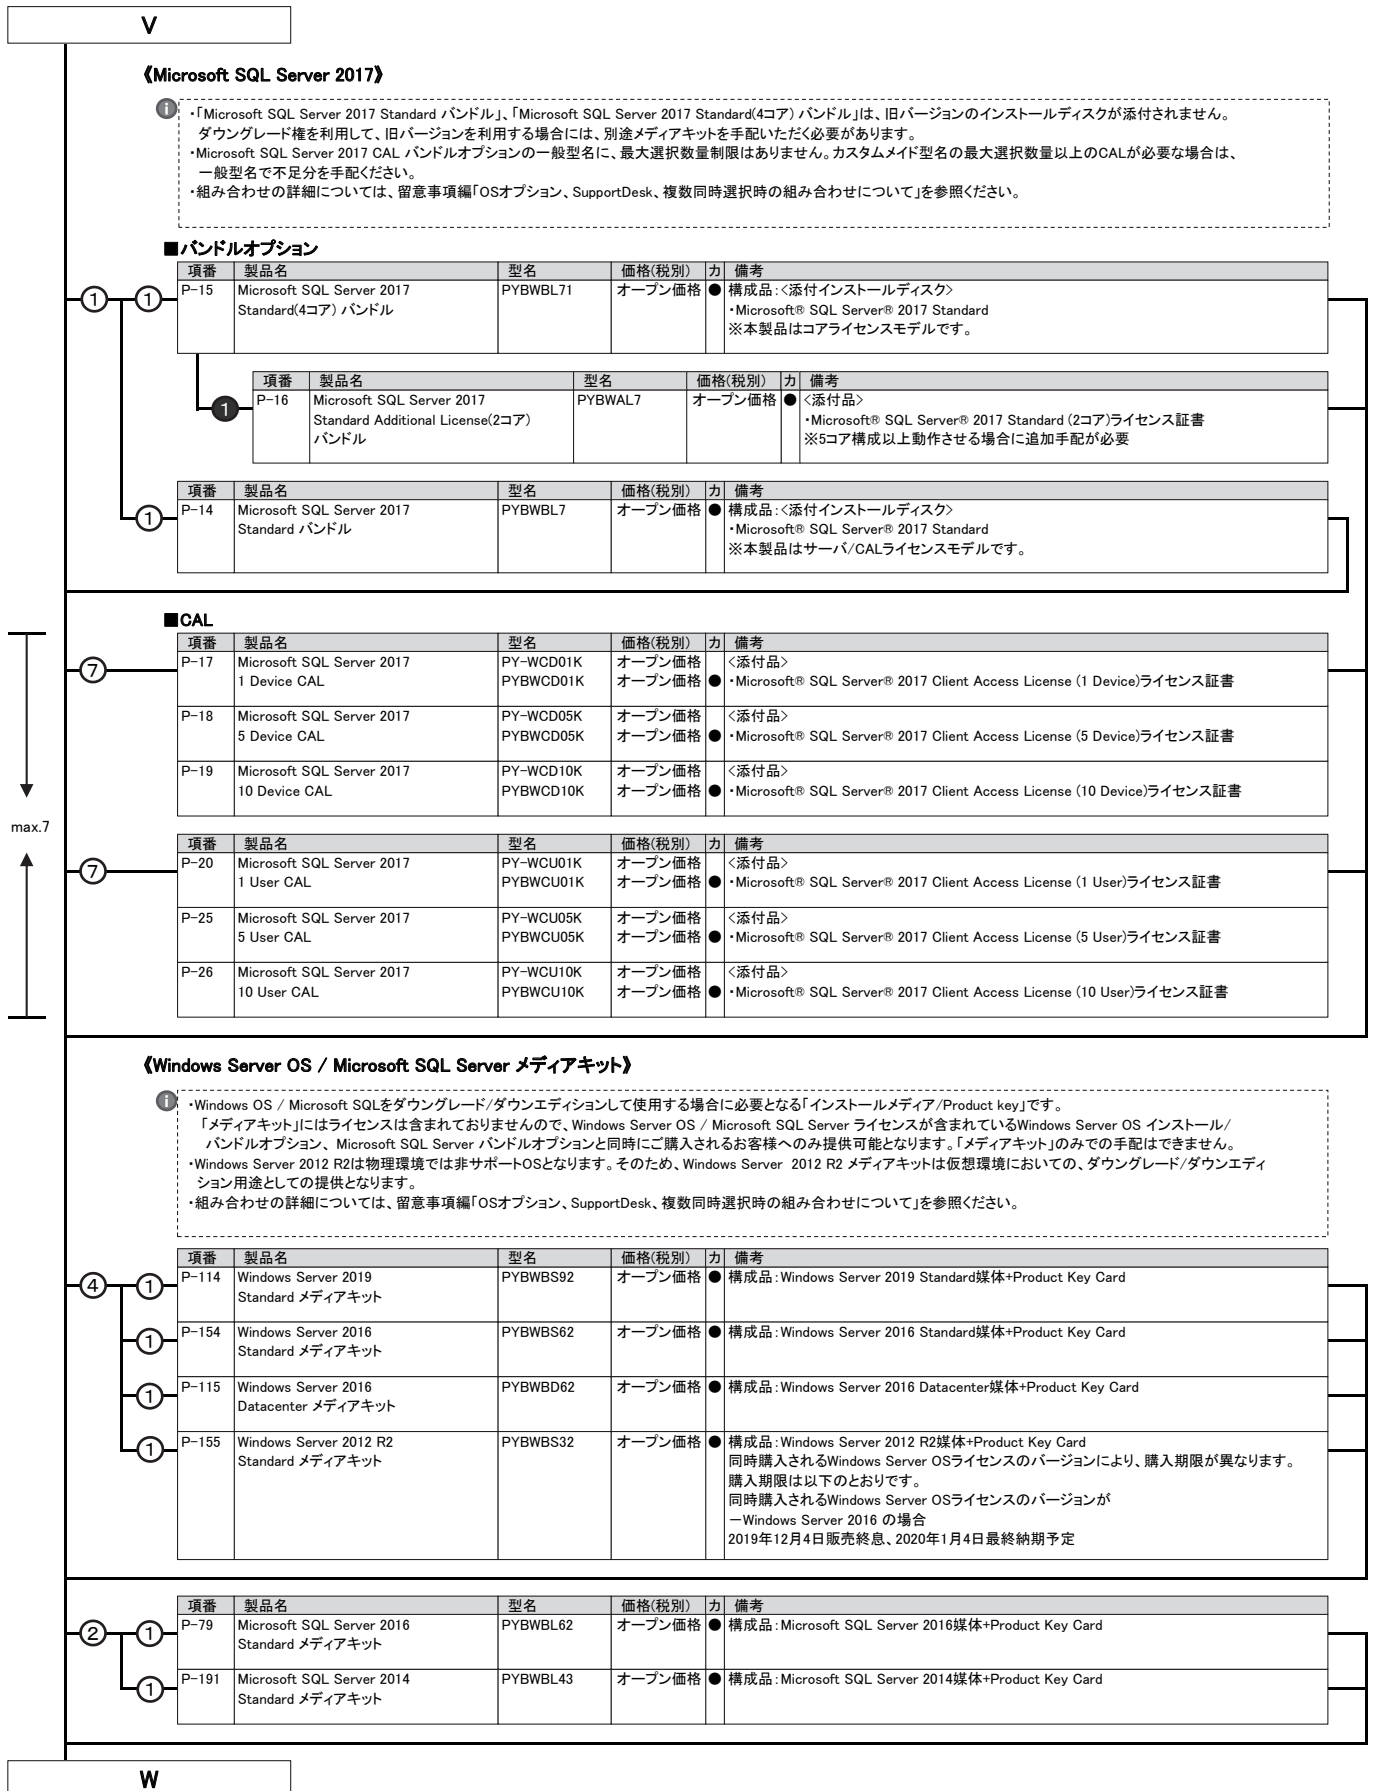 V
《Microsoft SQL Server 2017》
・「Microsoft SQL Server 2017 Standard バンドル」、「Microsoft SQL Server 2017 Standard(4コア) バンドル」は、旧バージョンのインストールディスクが添付されません。
ダウングレード権を利用して、旧バージョンを利用する場合には、別途メディアキットを手配いただく必要があります。
・Microsoft SQL Server 2017 CAL バンドルオプションの一般型名に、最大選択数量制限はありません。カスタムメイド型名の最大選択数量以上のCALが必要な場合は、
一般型名で不足分を手配ください。
・組み合わせの詳細については、留意事項編「OSオプション、SupportDesk、複数同時選択時の組み合わせについて」を参照ください。
■バンドルオプション
項番 製品名 型名 価格(税別) カ 備考
① ① P-15 Microsoft SQL Server 2017 PYBWBL71 オープン価格 ● 構成品:<添付インストールディスク>
Standard(4コア) バンドル ・Microsoft® SQL Server® 2017 Standard
※本製品はコアライセンスモデルです。
項番 製品名 型名 価格(税別) カ 備考
❶ P-16 Microsoft SQL Server 2017 PYBWAL7 オープン価格 ● <添付品>
Standard Additional License(2コア) ・Microsoft® SQL Server® 2017 Standard (2コア)ライセンス証書
バンドル ※5コア構成以上動作させる場合に追加手配が必要
項番 製品名 型名 価格(税別) カ 備考
① P-14 Microsoft SQL Server 2017 PYBWBL7 オープン価格 ● 構成品:<添付インストールディスク>
Standard バンドル ・Microsoft® SQL Server® 2017 Standard
※本製品はサーバ/CALライセンスモデルです。
■CAL
項番 製品名 型名 価格(税別) カ 備考
⑦ P-17 Microsoft SQL Server 2017 PY-WCD01K オープン価格 <添付品>
1 Device CAL PYBWCD01K オープン価格 ● ・Microsoft® SQL Server® 2017 Client Access License (1 Device)ライセンス証書
P-18 Microsoft SQL Server 2017 PY-WCD05K オープン価格 <添付品>
5 Device CAL PYBWCD05K オープン価格 ● ・Microsoft® SQL Server® 2017 Client Access License (5 Device)ライセンス証書
P-19 Microsoft SQL Server 2017 PY-WCD10K オープン価格 <添付品>
10 Device CAL PYBWCD10K オープン価格 ● ・Microsoft® SQL Server® 2017 Client Access License (10 Device)ライセンス証書
max.7
項番 製品名 型名 価格(税別) カ 備考
⑦ P-20 Microsoft SQL Server 2017 PY-WCU01K オープン価格 <添付品>
1 User CAL PYBWCU01K オープン価格 ● ・Microsoft® SQL Server® 2017 Client Access License (1 User)ライセンス証書
P-25 Microsoft SQL Server 2017 PY-WCU05K オープン価格 <添付品>
5 User CAL PYBWCU05K オープン価格 ● ・Microsoft® SQL Server® 2017 Client Access License (5 User)ライセンス証書
P-26 Microsoft SQL Server 2017 PY-WCU10K オープン価格 <添付品>
10 User CAL PYBWCU10K オープン価格 ● ・Microsoft® SQL Server® 2017 Client Access License (10 User)ライセンス証書
《Windows Server OS / Microsoft SQL Server メディアキット》
・Windows OS / Microsoft SQLをダウングレード/ダウンエディションして使用する場合に必要となる「インストールメディア/Product key」です。
「メディアキット」にはライセンスは含まれておりませんので、Windows Server OS / Microsoft SQL Server ライセンスが含まれているWindows Server OS インストール/
バンドルオプション、 Microsoft SQL Server バンドルオプションと同時にご購入されるお客様へのみ提供可能となります。「メディアキット」のみでの手配はできません。
・Windows Server 2012 R2は物理環境では非サポートOSとなります。そのため、Windows Server 2012 R2 メディアキットは仮想環境においての、ダウングレード/ダウンエディ
ション用途としての提供となります。
・組み合わせの詳細については、留意事項編「OSオプション、SupportDesk、複数同時選択時の組み合わせについて」を参照ください。
項番 製品名 型名 価格(税別) カ 備考
④ ① P-114 Windows Server 2019 PYBWBS92 オープン価格 ● 構成品:Windows Server 2019 Standard媒体+Product Key Card
Standard メディアキット
① P-154 Windows Server 2016 PYBWBS62 オープン価格 ● 構成品:Windows Server 2016 Standard媒体+Product Key Card
Standard メディアキット
① P-115 Windows Server 2016 PYBWBD62 オープン価格 ● 構成品:Windows Server 2016 Datacenter媒体+Product Key Card
Datacenter メディアキット
① P-155 Windows Server 2012 R2 PYBWBS32 オープン価格 ● 構成品:Windows Server 2012 R2媒体+Product Key Card
Standard メディアキット 同時購入されるWindows Server OSライセンスのバージョンにより、購入期限が異なります。
購入期限は以下のとおりです。
同時購入されるWindows Server OSライセンスのバージョンが
－Windows Server 2016 の場合
2019年12月4日販売終息、2020年1月4日最終納期予定
項番 製品名 型名 価格(税別) カ 備考
② ① P-79 Microsoft SQL Server 2016 PYBWBL62 オープン価格 ● 構成品:Microsoft SQL Server 2016媒体+Product Key Card
Standard メディアキット
① P-191 Microsoft SQL Server 2014 PYBWBL43 オープン価格 ● 構成品:Microsoft SQL Server 2014媒体+Product Key Card
Standard メディアキット
W